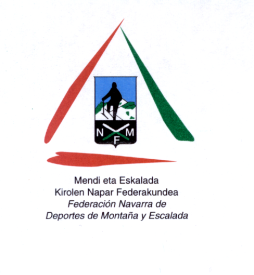 N M
F
Mendi eta Eskalada
Kirolen Napar Federakundea
Federación Navarra de
Deportes de Montaña y Escalada